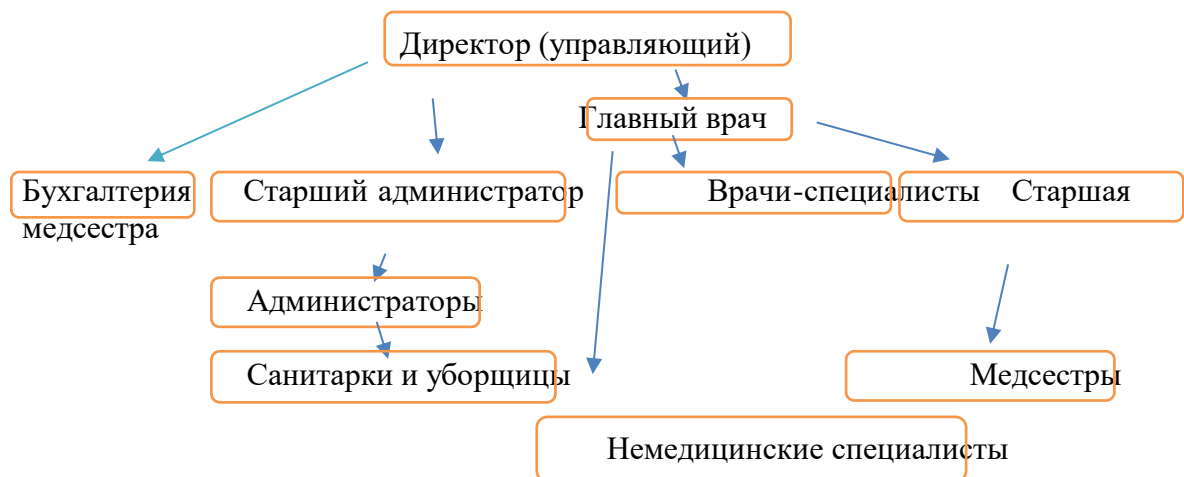 Директор (управляющий)
Главный врач
Бухгалтерия Старший администратор Врачи-специалисты Старшая
медсестра
Администраторы
Санитарки и уборщицы Медсестры
Немедицинские специалисты